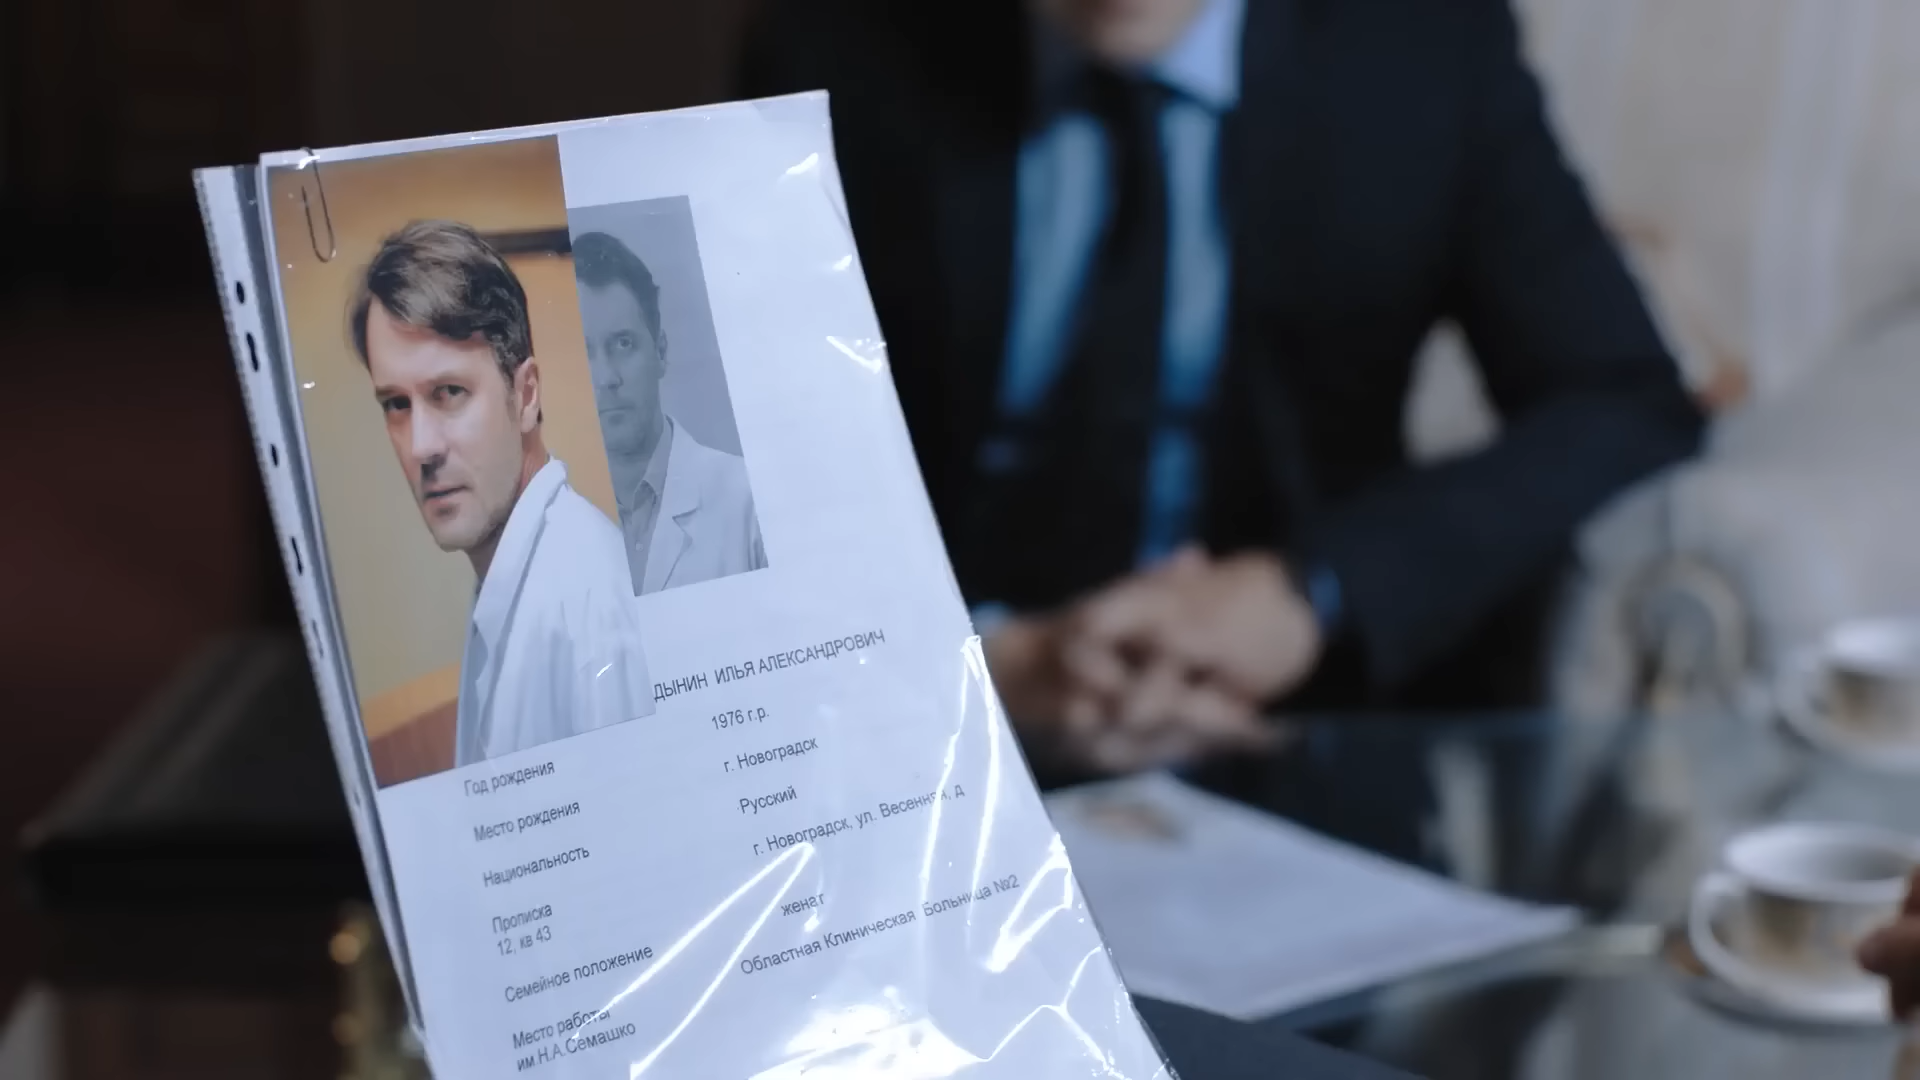 ДЫНИН ИЛЬЯ АЛЕКСАНДРОВИЧ
Год рождения 1976 г.р.
Место рождения г. Новоградск
Национальность Русский
Прописка г. Новоградск, ул. Весенняя, д
12, кв 43
Семейное положение женат
Место работы Областная Клиническая Больница №2
им.Н.А.Семашко